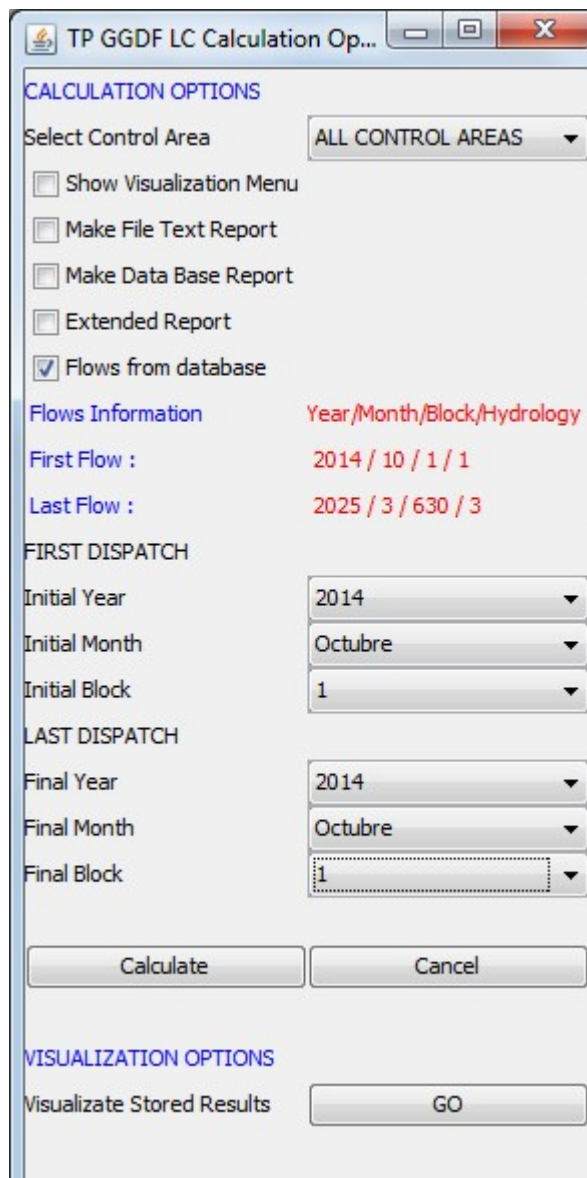 TP GGDF LC Calculation Op...
CALCULATION OPTIONS
Select Control Area ALL CONTROL AREAS
Show Visualization Menu
Make File Text Report
Make Data Base Report
Extended Report
Flows from database
Flows Information Year/Month/Block/Hydrology
First Flow : 2014 / 10 / 1 / 1
Last Flow : 2025 / 3 / 630 / 3
FIRST DISPATCH
Initial Year 2014
Initial Month Octubre
Initial Block 1
LAST DISPATCH
Final Year 2014
Final Month Octubre
Final Block 1
Calculate Cancel
VISUALIZATION OPTIONS
Visualizate Stored Results GO